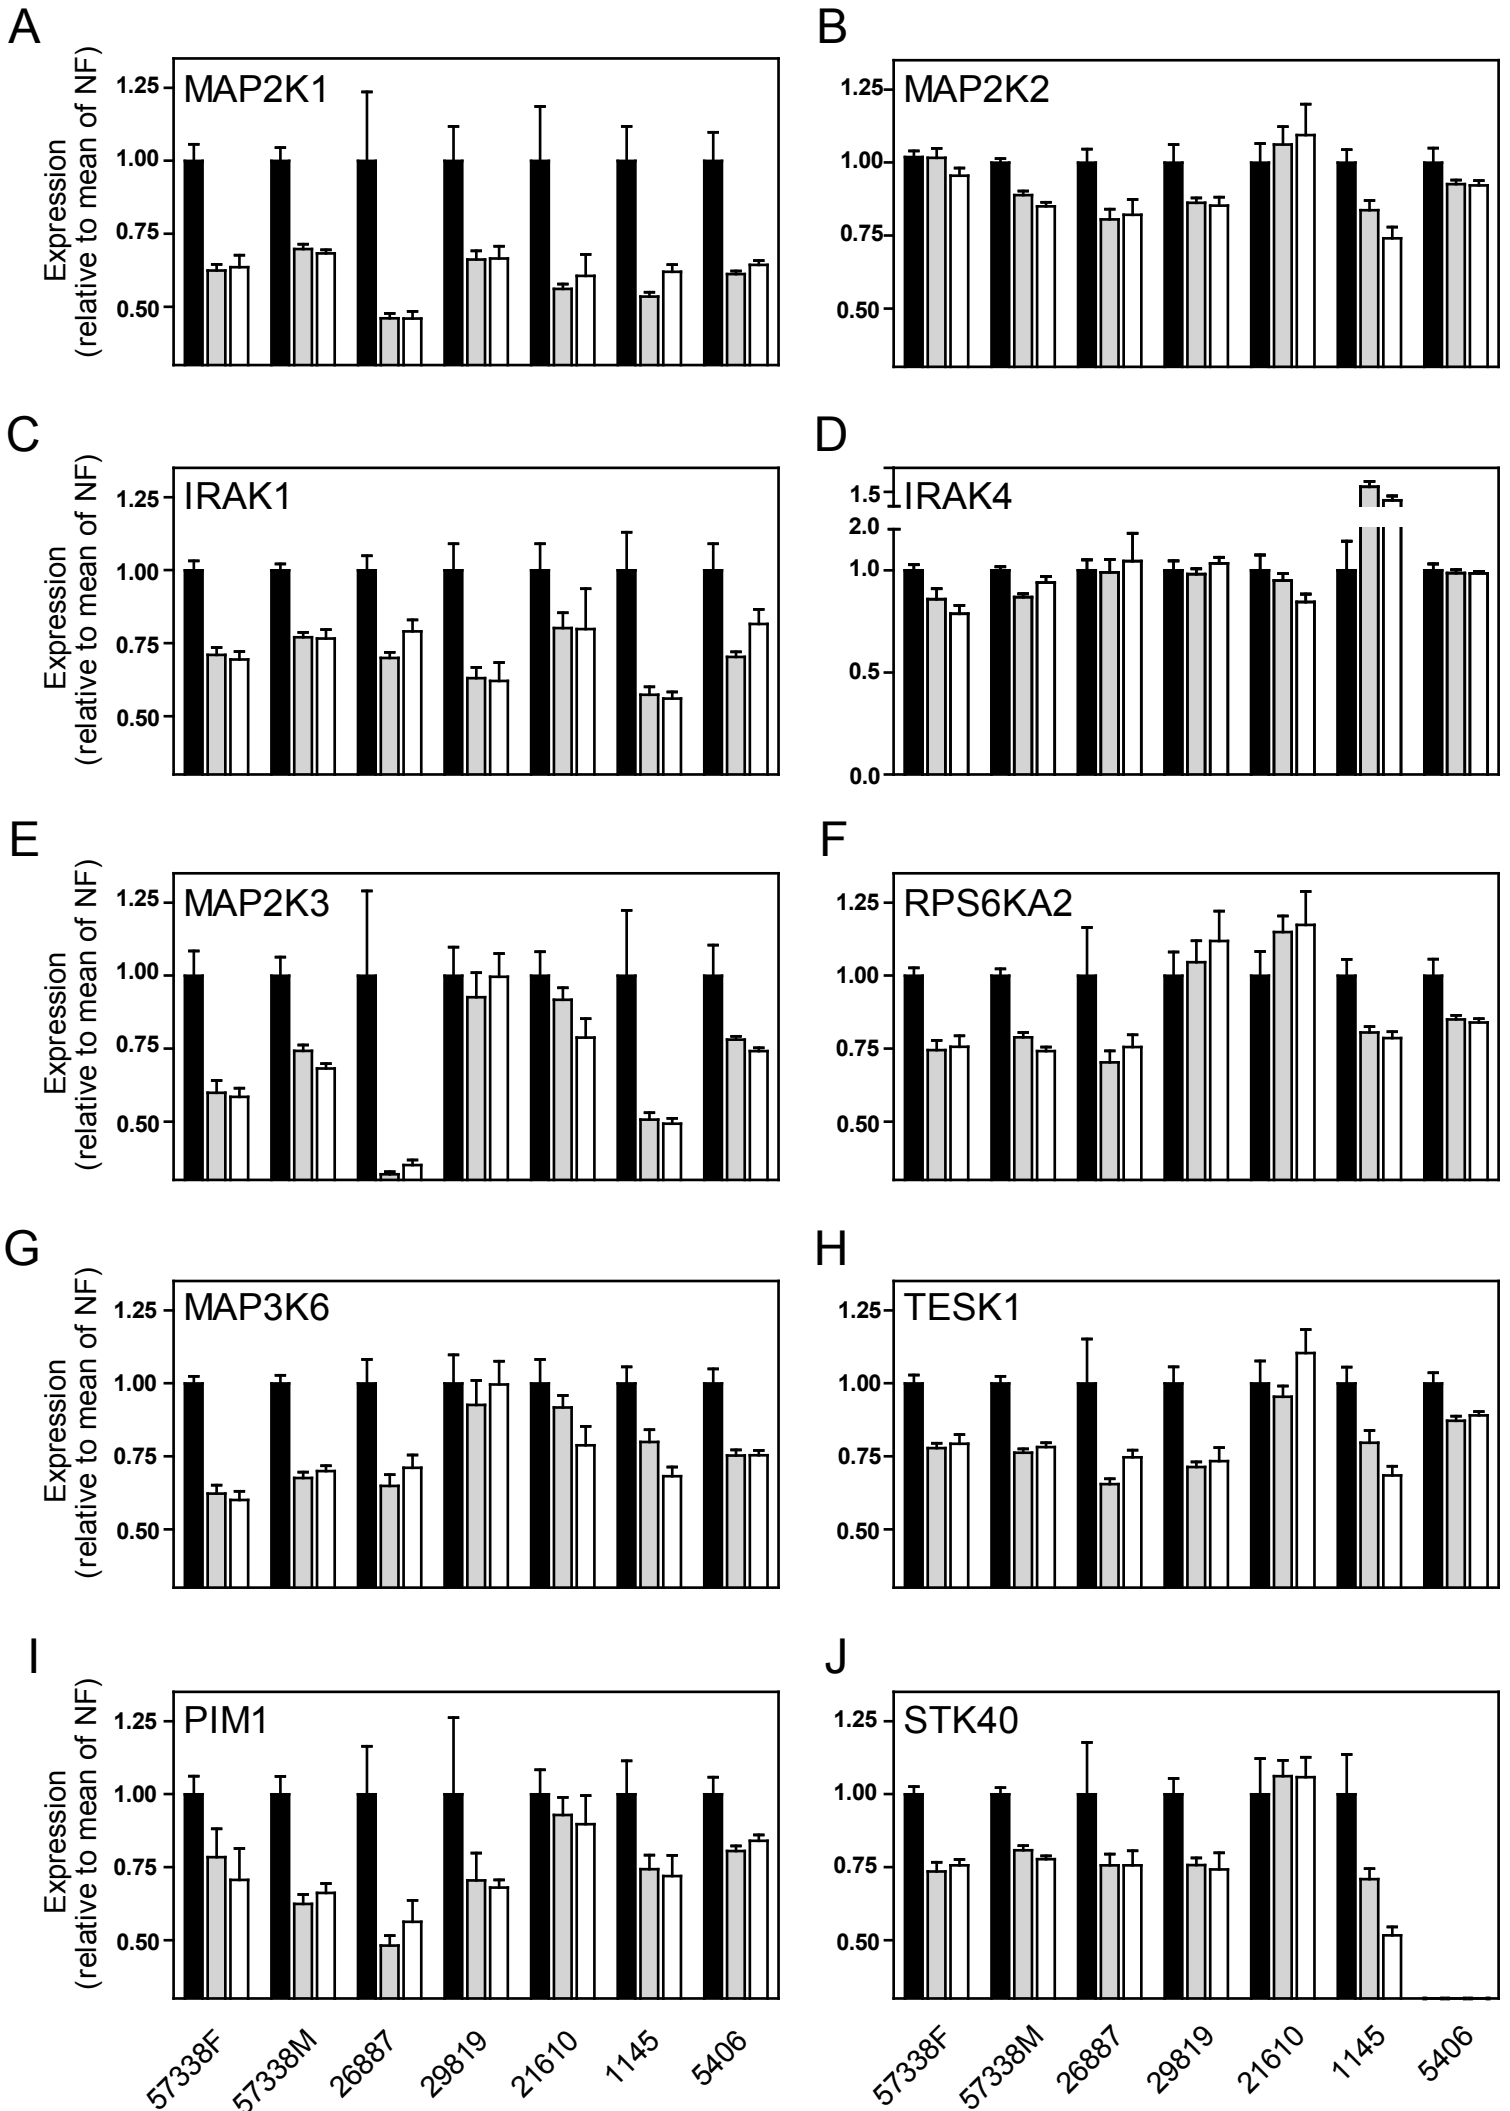 A
B
Expression
(relative to mean of NF)
1.25
1.00
0.75
0.50
MAP2K1
1.25
1.00
0.75
0.50
MAP2K2
C
D
Expression
(relative to mean of NF)
1.25
1.00
0.75
0.50
IRAK1
1.5
2.0
1.0
0.5
0.0
IRAK4
E
F
Expression
(relative to mean of NF)
1.25
1.00
0.75
0.50
MAP2K3
1.25
1.00
0.75
0.50
RPS6KA2
G
H
Expression
(relative to mean of NF)
1.25
1.00
0.75
0.50
MAP3K6
1.25
1.00
0.75
0.50
TESK1
I
J
Expression
(relative to mean of NF)
1.25
1.00
0.75
0.50
PIM1
1.25
1.00
0.75
0.50
STK40
57338F
57338M
26887
29819
21610
1145
5406
57338F
57338M
26887
29819
21610
1145
5406